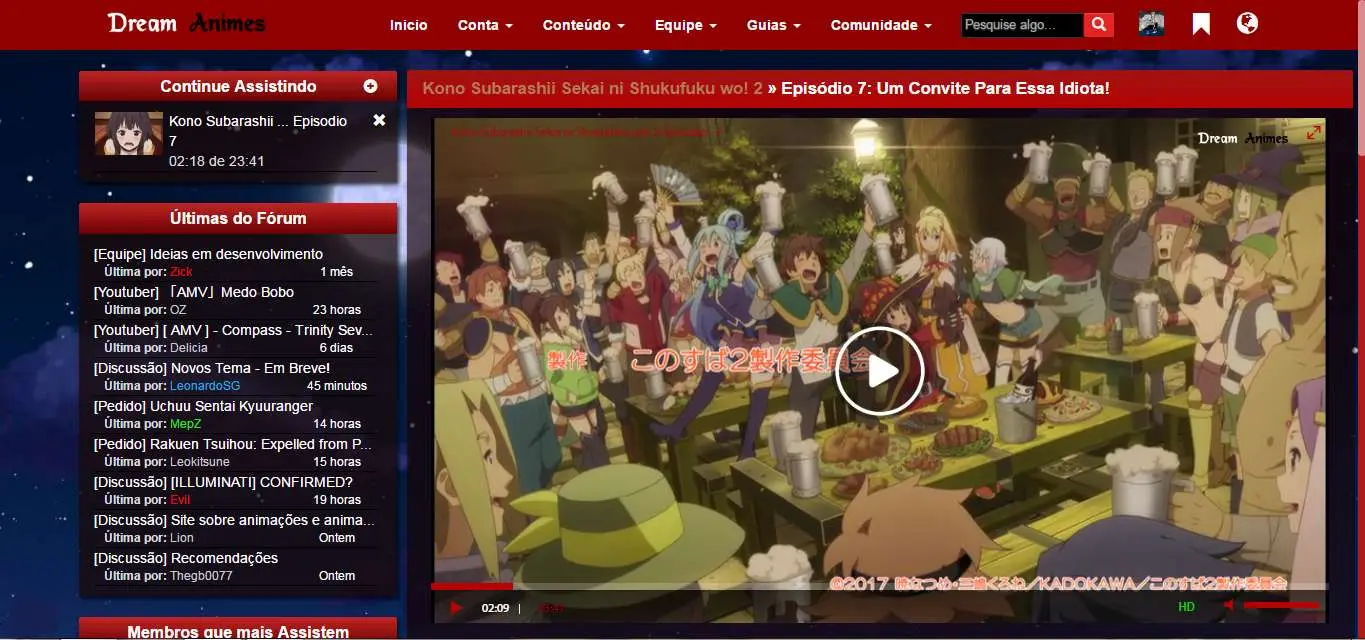 Dream Animes
Inicio
Conta
Conteúdo
Equipe
Guias
Comunidade
Pesquise algo...
Continue Assistindo
Kono Subarashii ... Episodio
7
02:18 de 23:41
Últimas do Fórum
[Equipe] Ideias em desenvolvimento
Última por: Zick 1 mês
[Youtuber] 「AMV」Medo Bobo
Última por: OZ 23 horas
[Youtuber] [ AMV ] - Compass - Trinity Sev...
Última por: Delicia 6 dias
[Discussão] Novos Tema - Em Breve!
Última por: LeonardoSG 45 minutos
[Pedido] Uchuu Sentai Kyuuranger
Última por: MepZ 14 horas
[Pedido] Rakuen Tsuihou: Expelled from P...
Última por: Leokitsune 15 horas
[Discussão] [ILLUMINATI] CONFIRMED?
Última por: Evil 19 horas
[Discussão] Site sobre animações e anima...
Última por: Lion Ontem
[Discussão] Recomendações
Última por: Thegb0077 Ontem
Membros que mais Assistem
Kono Subarashii Sekai ni Shukufuku wo! 2 » Episódio 7: Um Convite Para Essa Idiota!
Dream Animes
製作 このすば2製作委員会
©2017 暁なつめ・三嶋くろね/KADOKAWA/このすば2製作委員会
02:09 |
HD